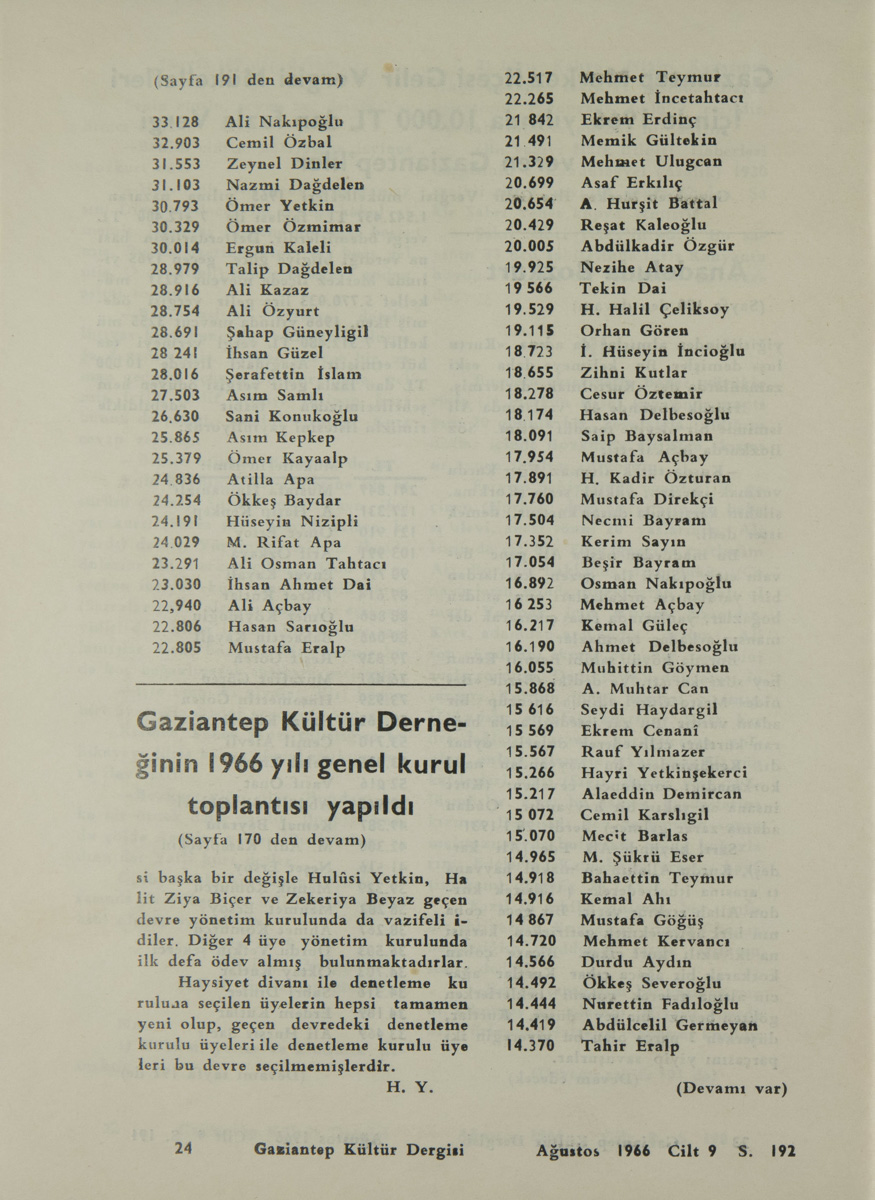 (Sayfa 191 den devam)
33.128 Ali Nakıpoğlu
32.903 Cemil Özbal
31.553 Zeynel Dinler
31.103 Nazmi Dağdelen
30.793 Ömer Yetkin
30.329 Ömer Özmimar
30.014 Ergun Kaleli
28.979 Talip Dağdelen
28.916 Ali Kazaz
28.754 Ali Özyurt
28.691 Şahap Güneyligil
28 241 İhsan Güzel
28.016 Şerafettin İslam
27.503 Asım Samlı
26.630 Sani Konukoğlu
25.865 Asım Kepkep
25.379 Ömer Kayaalp
24.836 Atilla Apa
24.254 Ökkeş Baydar
24.191 Hüseyin Nizipli
24.029 M. Rifat Apa
23.291 Ali Osman Tahtacı
23.030 İhsan Ahmet Dai
22,940 Ali Açbay
22.806 Hasan Sarıoğlu
22.805 Mustafa Eralp
Gaziantep Kültür Derne-
ğinin 1966 yılı genel kurul
toplantısı yapıldı
(Sayfa 170 den devam)
si başka bir değişle Hulûsi Yetkin, Ha
lit Ziya Biçer ve Zekeriya Beyaz geçen
devre yönetim kurulunda da vazifeli i-
diler. Diğer 4 üye yönetim kurulunda
ilk defa ödev almış bulunmaktadırlar.
Haysiyet divanı ile denetleme ku
ruluna seçilen üyelerin hepsi tamamen
yeni olup, geçen devredeki denetleme
kurulu üyeleri ile denetleme kurulu üye
leri bu devre seçilmemişlerdir.
H. Y.
22.517 Mehmet Teymur
22.265 Mehmet İncetahtacı
21 842 Ekrem Erdinç
21 491 Memik Gültekin
21.329 Mehmet Ulugcan
20.699 Asaf Erkılıç
20.654 A. Hurşit Battal
20.429 Reşat Kaleoğlu
20.005 Abdülkadir Özgür
19.925 Nezihe Atay
19 566 Tekin Dai
19.529 H. Halil Çeliksoy
19.115 Orhan Gören
18.723 İ. Hüseyin İncioğlu
18.655 Zihni Kutlar
18.278 Cesur Öztemir
18.174 Hasan Delbesoğlu
18.091 Saip Baysalman
17.954 Mustafa Açbay
17.891 H. Kadir Özturan
17.760 Mustafa Direkçi
17.504 Necmi Bayram
17.352 Kerim Sayın
17.054 Beşir Bayram
16.892 Osman Nakıpoğlu
16 253 Mehmet Açbay
16.217 Kemal Güleç
16.190 Ahmet Delbesoğlu
16.055 Muhittin Göymen
15.868 A. Muhtar Can
15 616 Seydi Haydargil
15 569 Ekrem Cenanî
15.567 Rauf Yılmazer
15.266 Hayri Yetkinşekerci
15.217 Alaeddin Demircan
15 072 Cemil Karslıgil
15.070 Mecit Barlas
14.965 M. Şükrü Eser
14.918 Bahaettin Teymur
14.916 Kemal Ahı
14 867 Mustafa Göğüş
14.720 Mehmet Kervancı
14.566 Durdu Aydın
14.492 Ökkeş Severoğlu
14.444 Nurettin Fadıloğlu
14.419 Abdülcelil Germeyan
14.370 Tahir Eralp
(Devamı var)
24 Gaziantep Kültür Dergisi Ağustos 1966 Cilt 9 S. 192